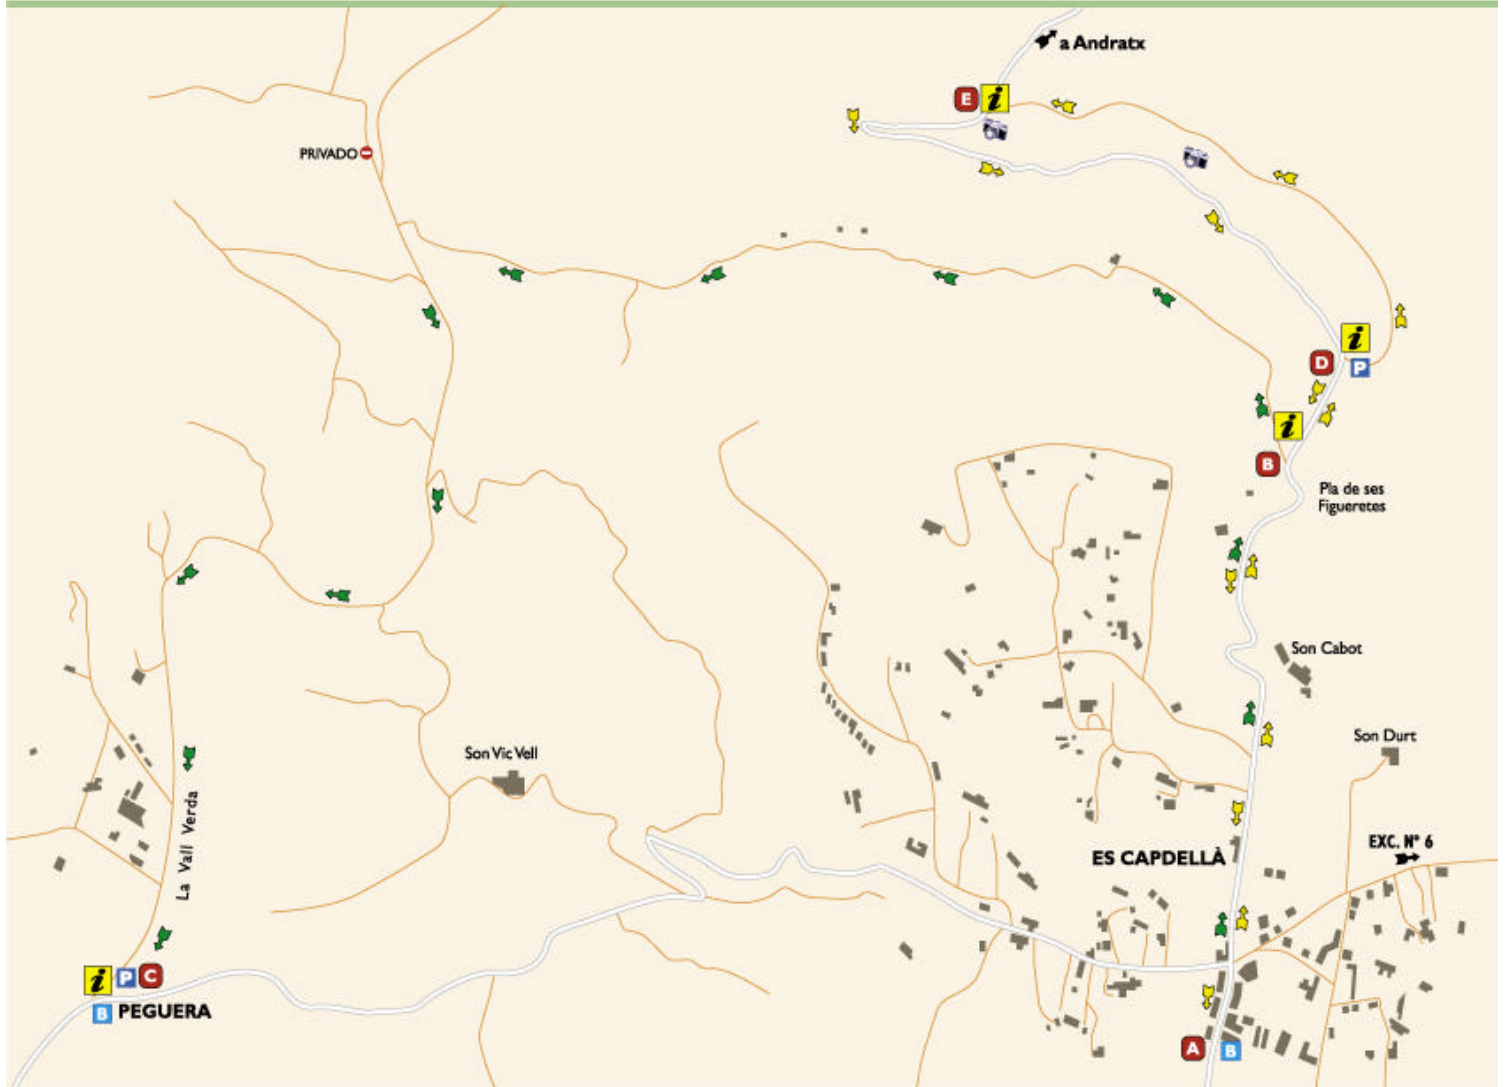 a Andratx
E
i
PRIVADO
i
D
P
i
B
Pla de ses
Figueretes
Son Cabot
Son Durt
Son Vic Vell
La Vall Verda
ES CAPDELLÀ
EXC. Nº 6
i
P
C
B
PEGUERA
A
B